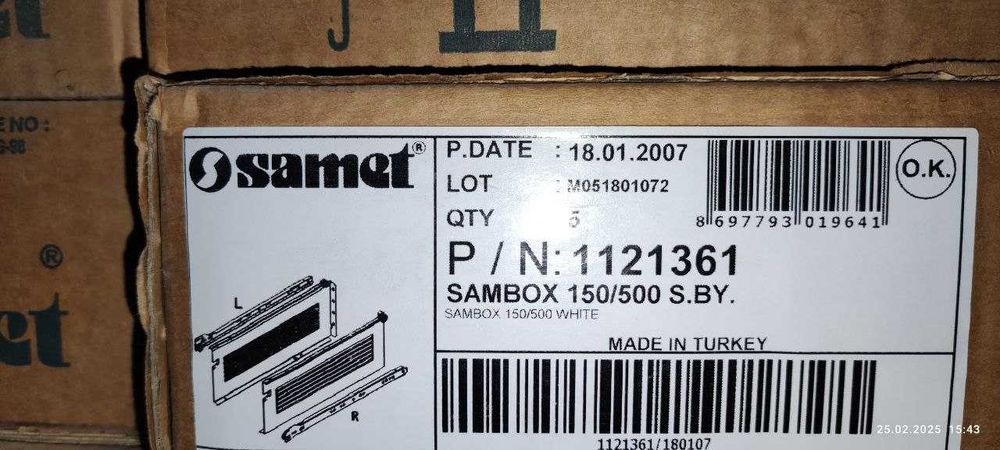 J
E NO :
®
samet®
P.DATE : 18.01.2007
LOT : M051801072
QTY : 5
8 697793 019641
O.K.
P / N: 1121361
SAMBOX 150/500 S.BY.
SAMBOX 150/500 WHITE
MADE IN TURKEY
L
R
1121361/180107
25.02.2025 15:43